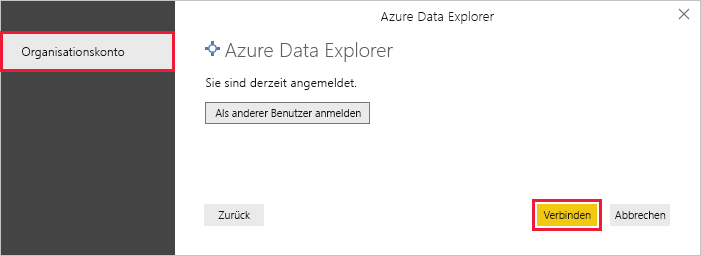 Azure Data Explorer
Organisationskonto
Azure Data Explorer
Sie sind derzeit angemeldet.
Als anderer Benutzer anmelden
Zurück
Verbinden
Abbrechen